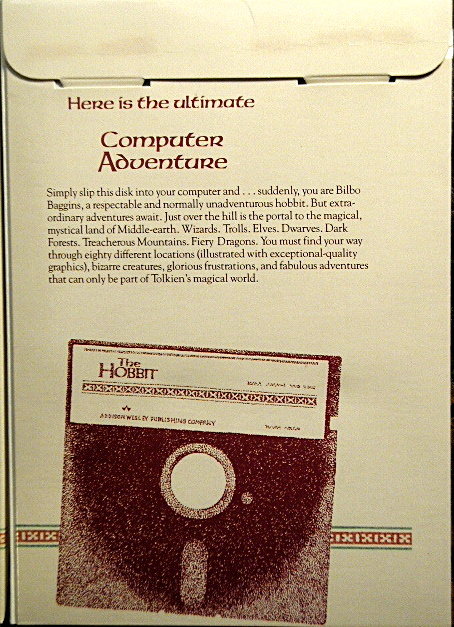 Here is the ultimate
Computer
Adventure
Simply slip this disk into your computer and . . . suddenly, you are Bilbo
Baggins, a respectable and normally unadventurous hobbit. But extra-
ordinary adventures await. Just over the hill is the portal to the magical,
mystical land of Middle-earth. Wizards. Trolls. Elves. Dwarves. Dark
Forests. Treacherous Mountains. Fiery Dragons. You must find your way
through eighty different locations (illustrated with exceptional-quality
graphics), bizarre creatures, glorious frustrations, and fabulous adventures
that can only be part of Tolkien's magical world.
The
HOBBIT
ADDISON WESLEY PUBLISHING COMPANY